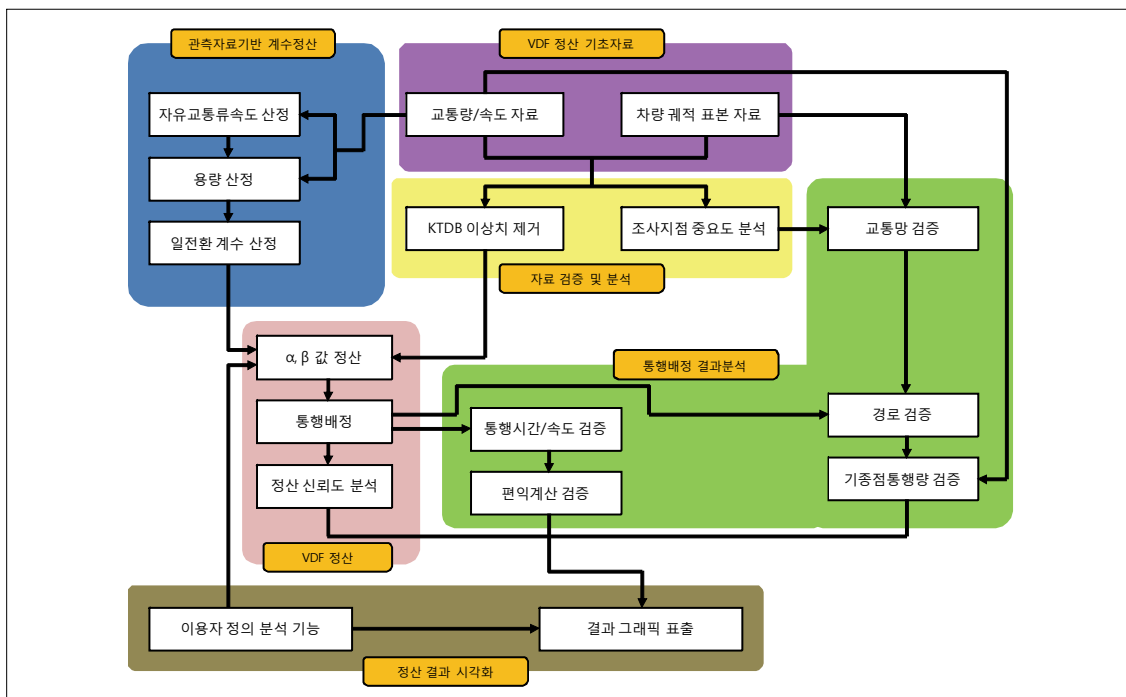 관측자료기반 계수정산
VDF 정산 기초자료
자유교통류속도 산정
교통량/속도 자료
차량 궤적 표본 자료
용량 산정
일전환 계수 산정
KTDB 이상치 제거
조사지점 중요도 분석
교통망 검증
자료 검증 및 분석
α, β 값 정산
통행배정 결과분석
통행배정
통행시간/속도 검증
경로 검증
정산 신뢰도 분석
편익계산 검증
기종점통행량 검증
VDF 정산
이용자 정의 분석 기능
결과 그래픽 표출
정산 결과 시각화